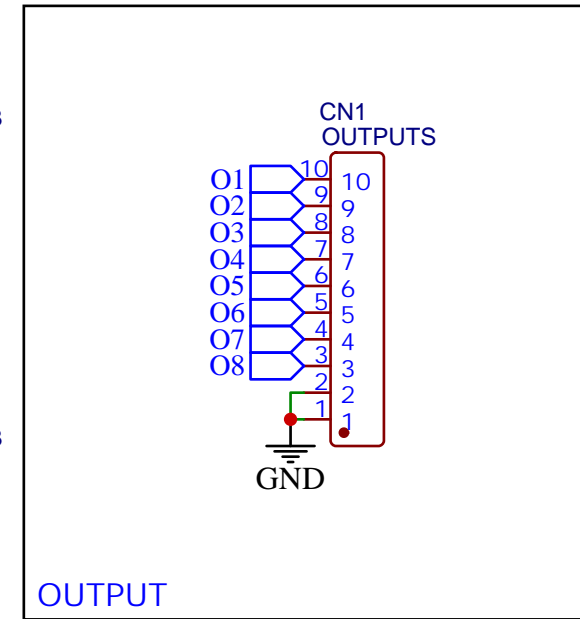 CN1
OUTPUTS
O1 10 10
O2 9 9
O3 8 8
O4 7 7
O5 6 6
O6 5 5
O7 4 4
O8 3 3
2 2
1 1
GND
OUTPUT